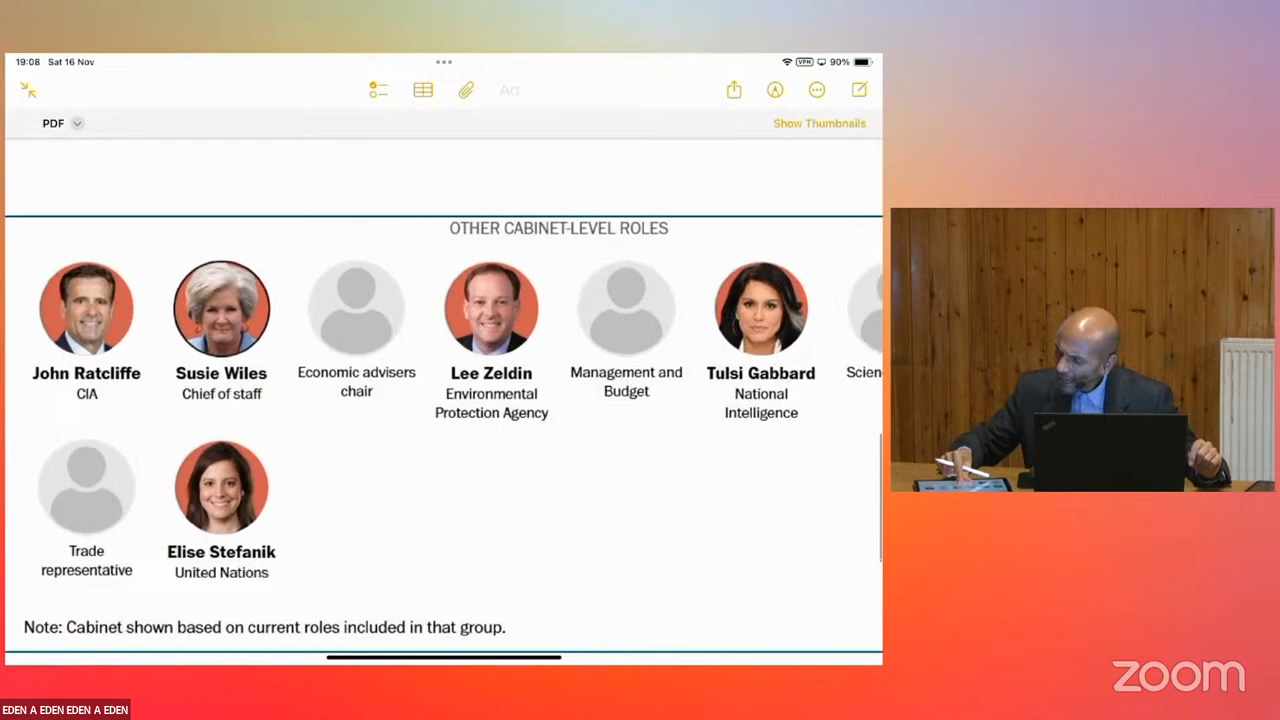 19:08 Sat 16 Nov
VPN 90%
Aa
PDF
Show Thumbnails
OTHER CABINET-LEVEL ROLES
John Ratcliffe
CIA
Susie Wiles
Chief of staff
Economic advisers
chair
Lee Zeldin
Environmental
Protection Agency
Management and
Budget
Tulsi Gabbard
National
Intelligence
Scien
Trade
representative
Elise Stefanik
United Nations
Note: Cabinet shown based on current roles included in that group.
zoom
EDEN A EDEN EDEN A EDEN